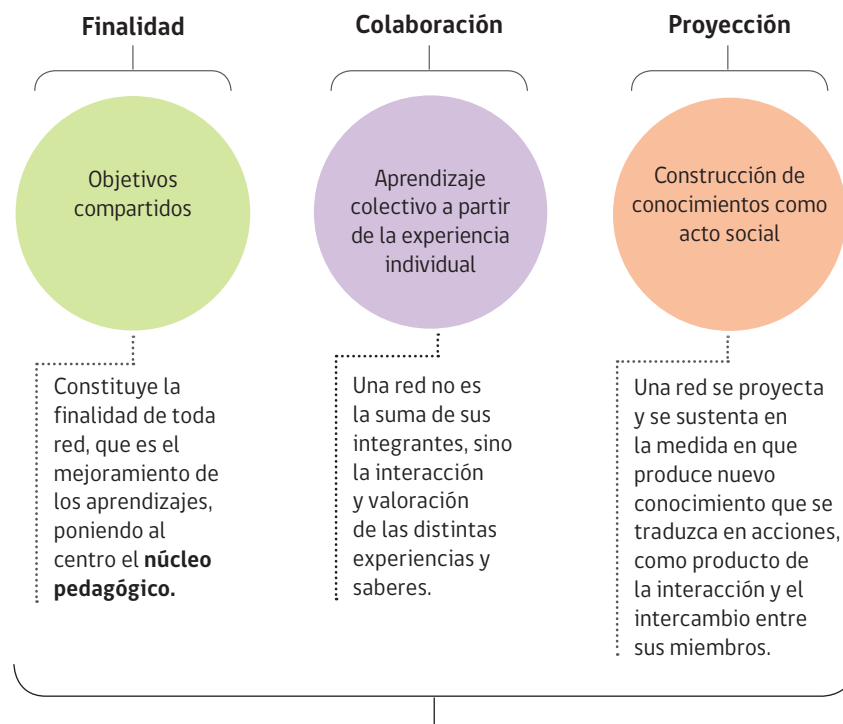 Finalidad
Objetivos
compartidos
Constituye la
finalidad de toda
red, que es el
mejoramiento de
los aprendizajes,
poniendo al
centro el núcleo
pedagógico.
Colaboración
Aprendizaje
colectivo a partir
de la experiencia
individual
Una red no es
la suma de sus
integrantes, sino
la interacción
y valoración
de las distintas
experiencias y
saberes.
Proyección
Construcción de
conocimientos como
acto social
Una red se proyecta
y se sustenta en
la medida en que
produce nuevo
conocimiento que se
traduzca en acciones,
como producto de
la interacción y el
intercambio entre
sus miembros.